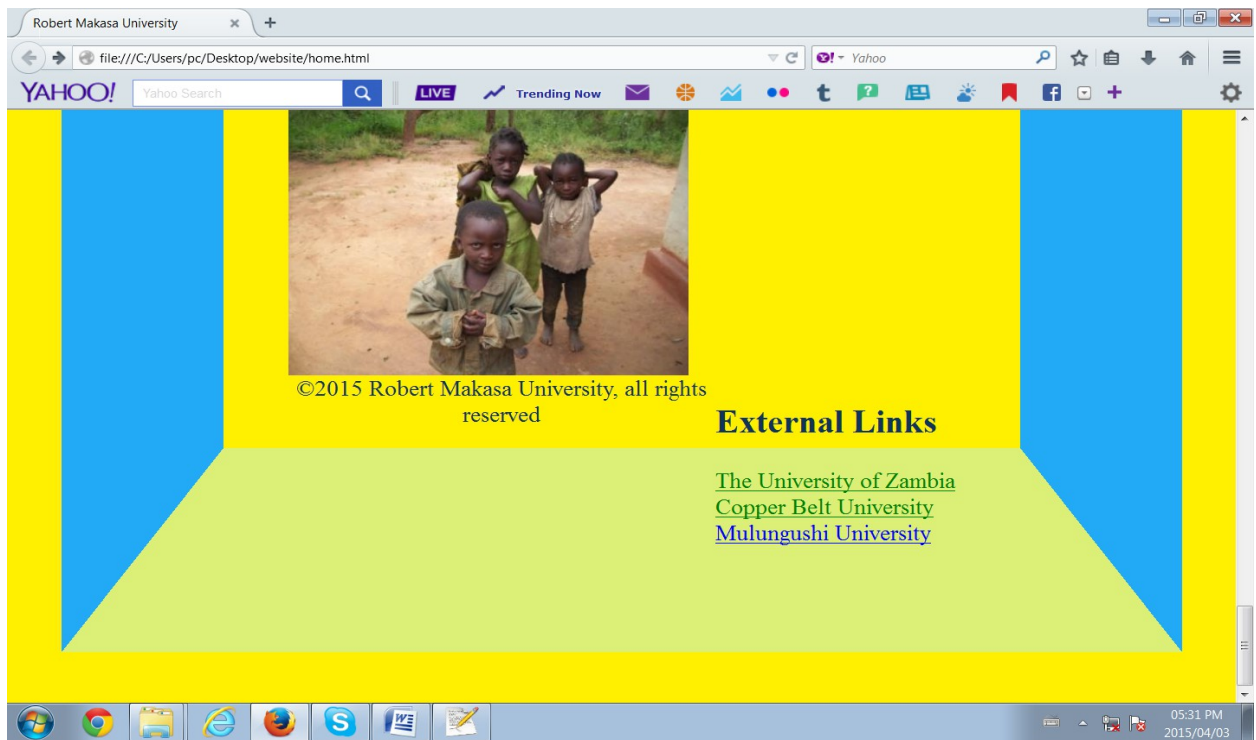 Robert Makasa University
file:///C:/Users/pc/Desktop/website/home.html
Yahoo
YAHOO!
Yahoo Search
LIVE
Trending Now
©2015 Robert Makasa University, all rights
reserved
External Links
The University of Zambia
Copper Belt University
Mulungushi University
05:31 PM
2015/04/03